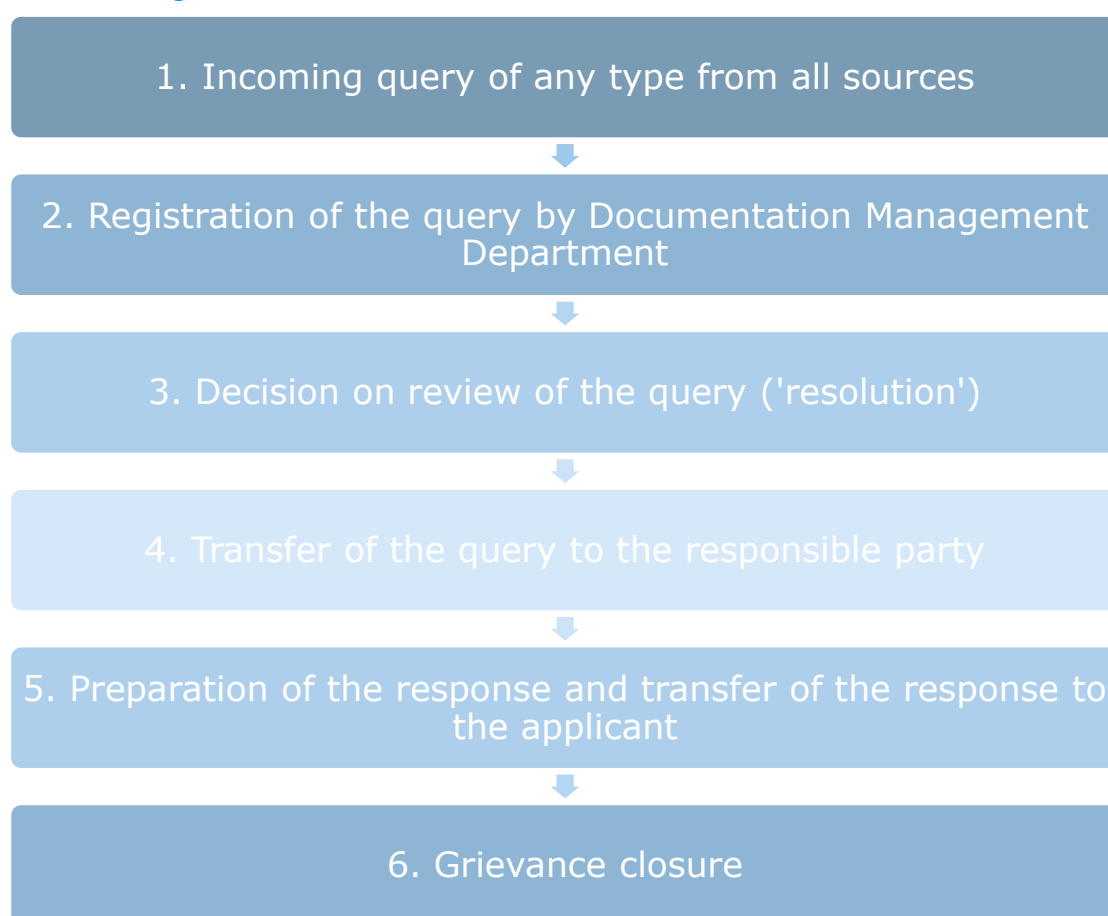 1. Incoming query of any type from all sources
2. Registration of the query by Documentation Management
Department
3. Decision on review of the query ('resolution')
4. Transfer of the query to the responsible party
5. Preparation of the response and transfer of the response to
the applicant
6. Grievance closure